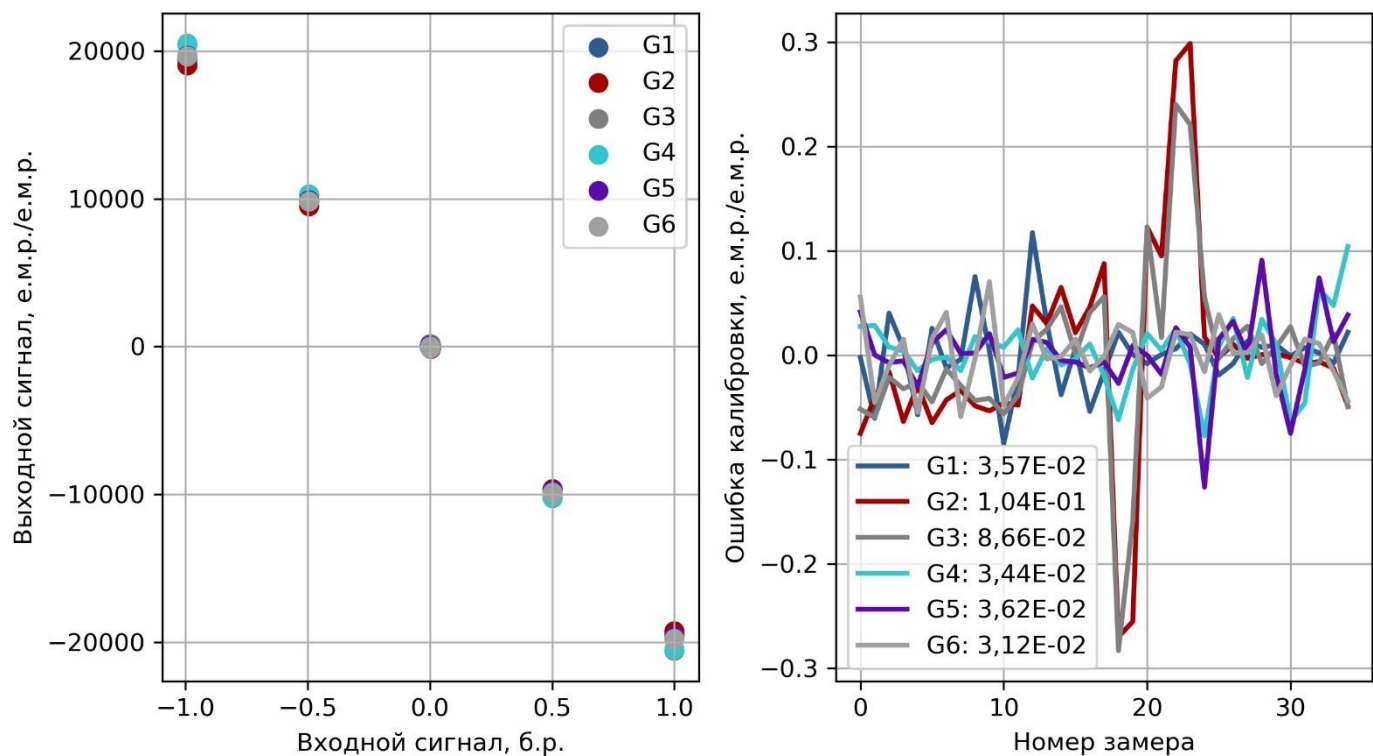 20000
10000
0
−10000
−20000
Выходной сигнал, е.м.р./е.м.р.
−1.0 −0.5 0.0 0.5 1.0
Входной сигнал, б.р.
G1
G2
G3
G4
G5
G6
0.3
0.2
0.1
0.0
−0.1
−0.2
−0.3
Ошибка калибровки, е.м.р./е.м.р.
G1: 3,57E-02
G2: 1,04E-01
G3: 8,66E-02
G4: 3,44E-02
G5: 3,62E-02
G6: 3,12E-02
0 10 20 30
Номер замера